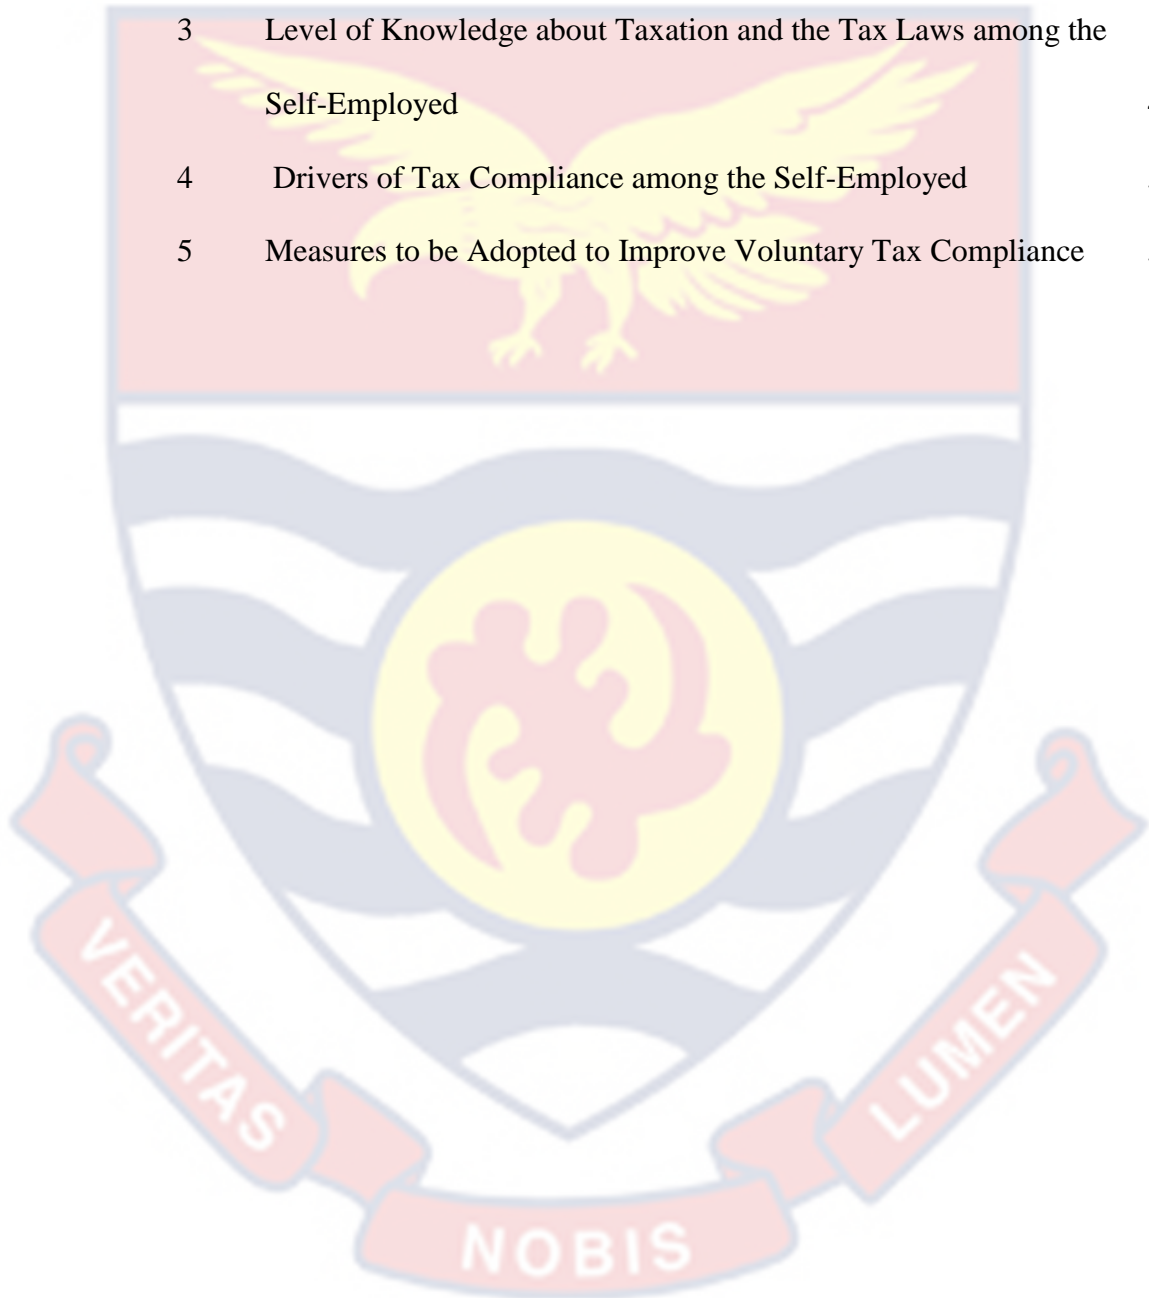 3 Level of Knowledge about Taxation and the Tax Laws among the
Self-Employed
4 Drivers of Tax Compliance among the Self-Employed
5 Measures to be Adopted to Improve Voluntary Tax Compliance
VERITAS
NOBIS
LUMEN